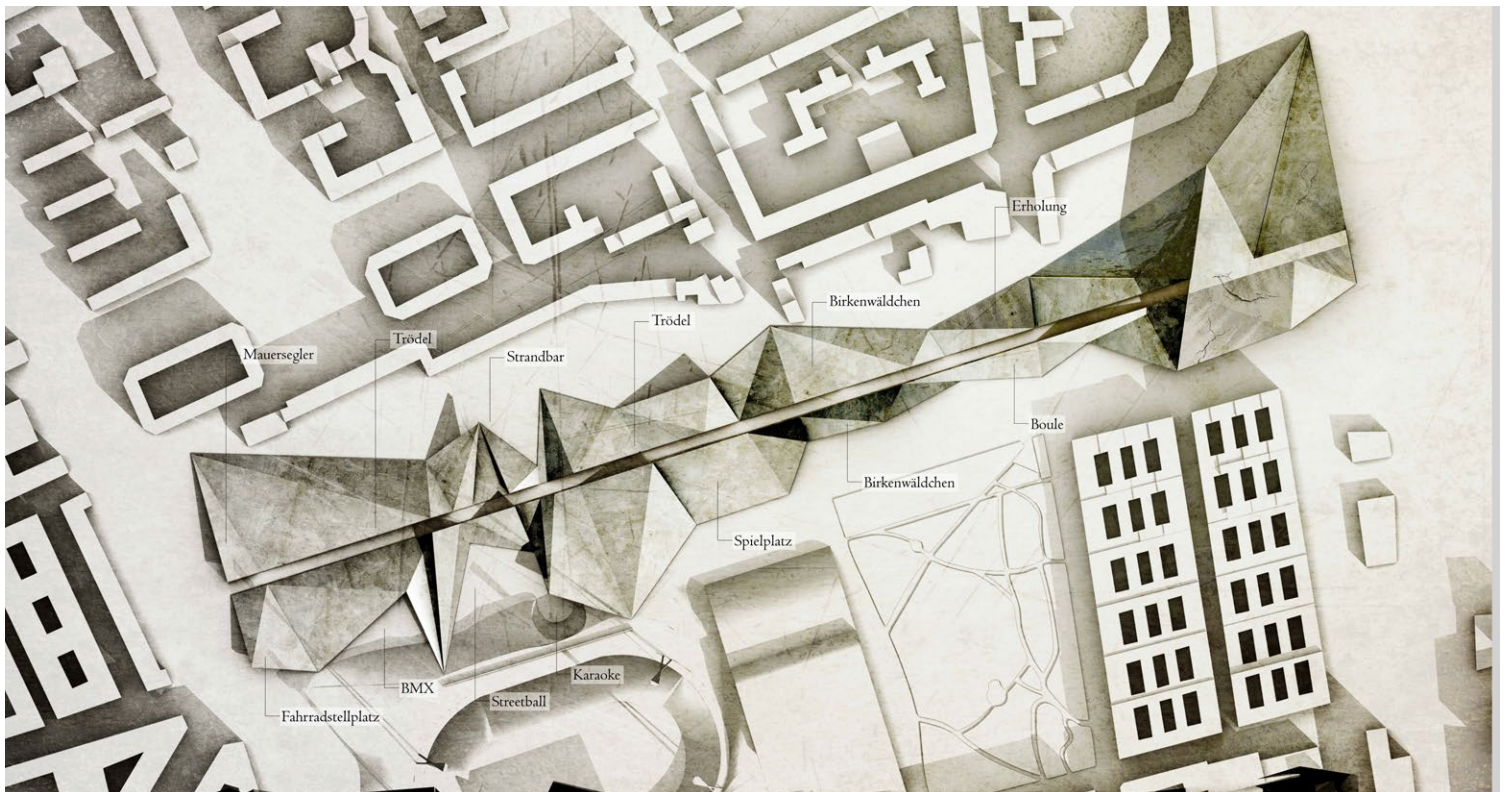 Erholung
Birkenwäldchen
Trödel
Trödel
Mauersegler
Strandbar
Boule
Birkenwäldchen
Spielplatz
Karaoke
BMX
Streetball
Fahrradstellplatz